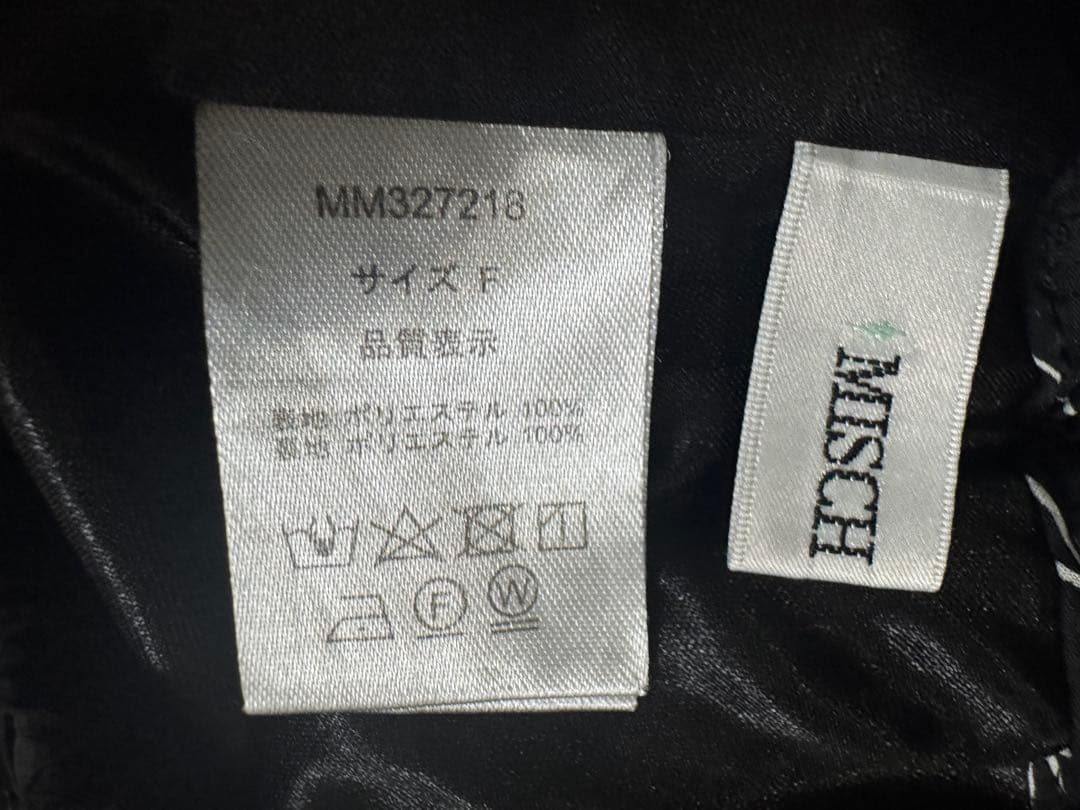 MM327218
サイズ F
品質表示
表地 ポリエステル 100%
裏地 ポリエステル 100%
F W
MIISCH